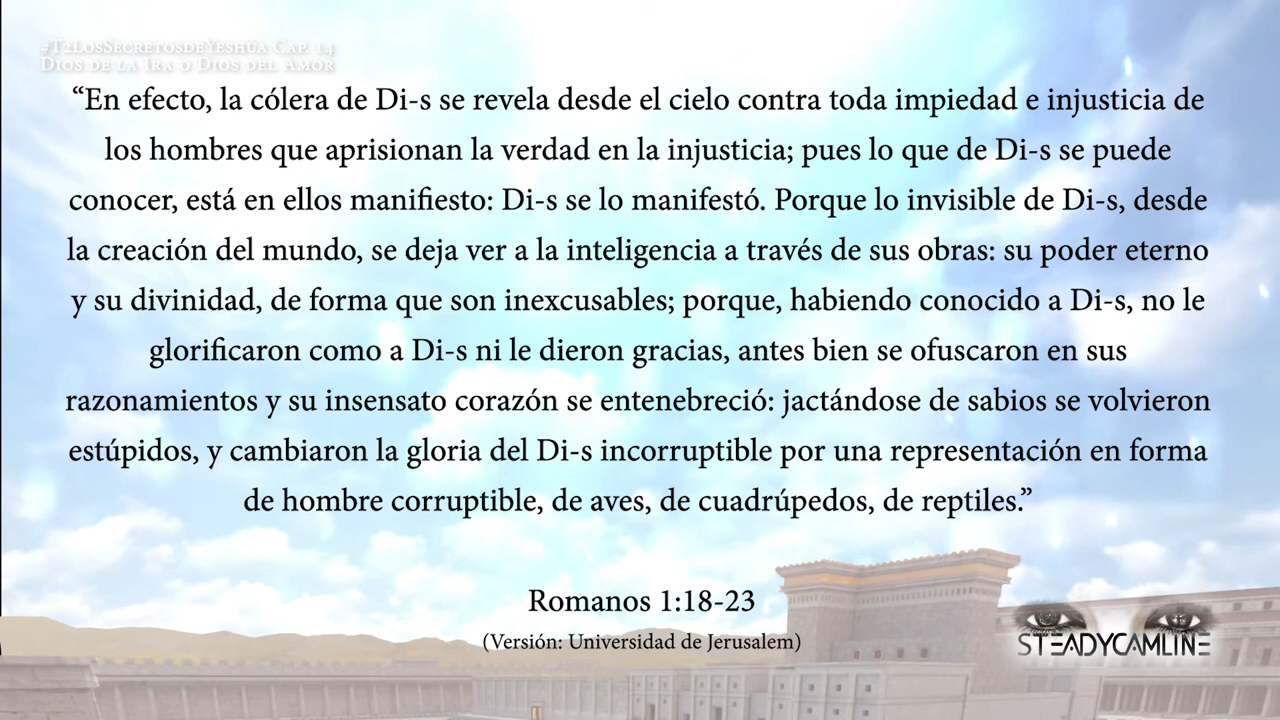 #T2LosSecretosdeYeshúa Cap. 14
Dios de la Ira o Dios del Amor
“En efecto, la cólera de Di-s se revela desde el cielo contra toda impiedad e injusticia de
los hombres que aprisionan la verdad en la injusticia; pues lo que de Di-s se puede
conocer, está en ellos manifiesto: Di-s se lo manifestó. Porque lo invisible de Di-s, desde
la creación del mundo, se deja ver a la inteligencia a través de sus obras: su poder eterno
y su divinidad, de forma que son inexcusables; porque, habiendo conocido a Di-s, no le
glorificaron como a Di-s ni le dieron gracias, antes bien se ofuscaron en sus
razonamientos y su insensato corazón se entenebreció: jactándose de sabios se volvieron
estúpidos, y cambiaron la gloria del Di-s incorruptible por una representación en forma
de hombre corruptible, de aves, de cuadrúpedos, de reptiles.”
Romanos 1:18-23
(Versión: Universidad de Jerusalem)
STEADYCAMLINE